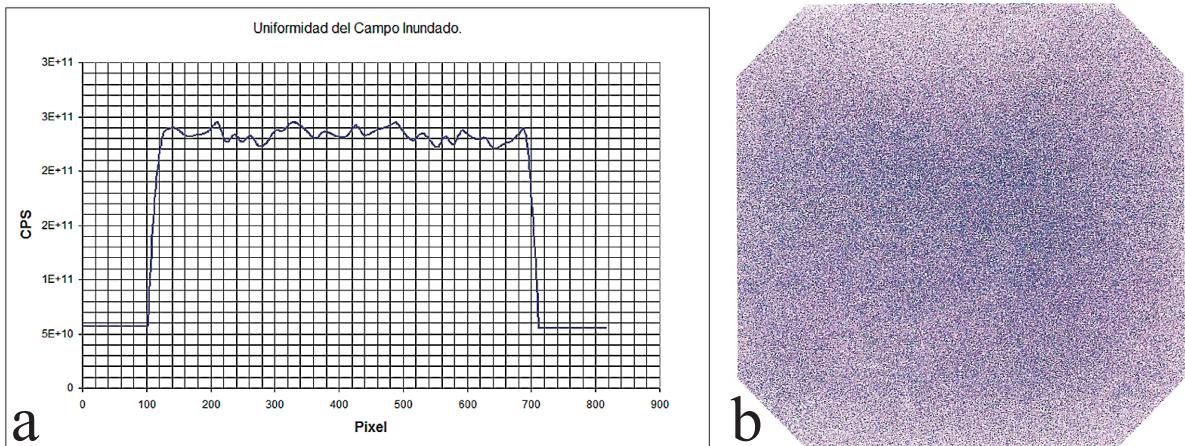 Uniformidad del Campo Inundado.
3E+11
3E+11
2E+11
2E+11
1E+11
5E+10
0
CPS
0 100 200 300 400 500 600 700 800 900
Pixel
a
b